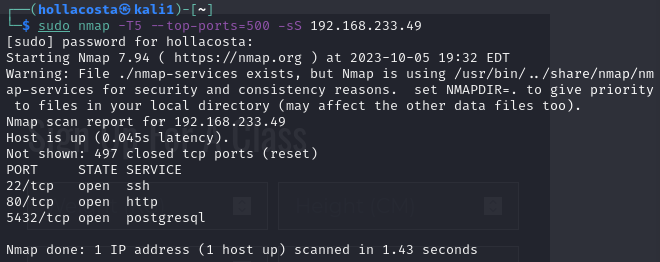 ┌──(hollacosta㉿kali1)-[~]
└─$ sudo nmap -T5 --top-ports=500 -sS 192.168.233.49
[sudo] password for hollacosta:
Starting Nmap 7.94 ( https://nmap.org ) at 2023-10-05 19:32 EDT
Warning: File ./nmap-services exists, but Nmap is using /usr/bin/../share/nmap/nm
ap-services for security and consistency reasons.  set NMAPDIR=. to give priority
 to files in your local directory (may affect the other data files too).
Nmap scan report for 192.168.233.49
Host is up (0.045s latency).
Not shown: 497 closed tcp ports (reset)
PORT     STATE SERVICE
22/tcp   open  ssh
80/tcp   open  http
5432/tcp open  postgresql
Nmap done: 1 IP address (1 host up) scanned in 1.43 seconds